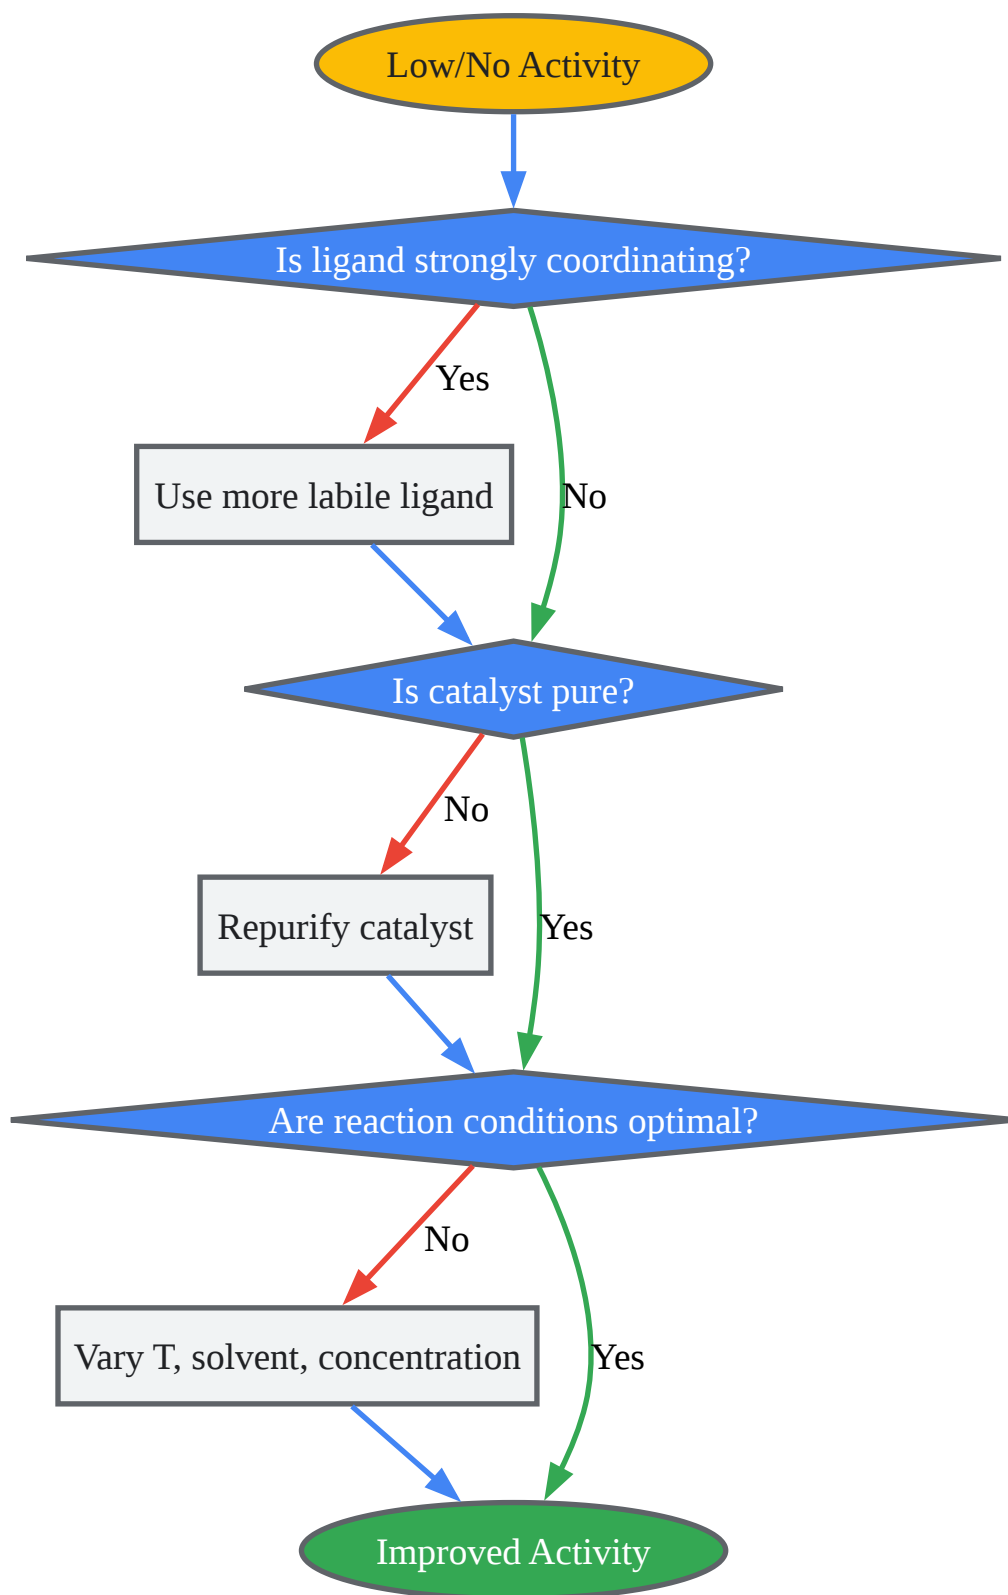 Low/No Activity
Is ligand strongly coordinating?
Yes
Use more labile ligand
No
Is catalyst pure?
No
Repurify catalyst
Yes
Are reaction conditions optimal?
No
Vary T, solvent, concentration
Yes
Improved Activity